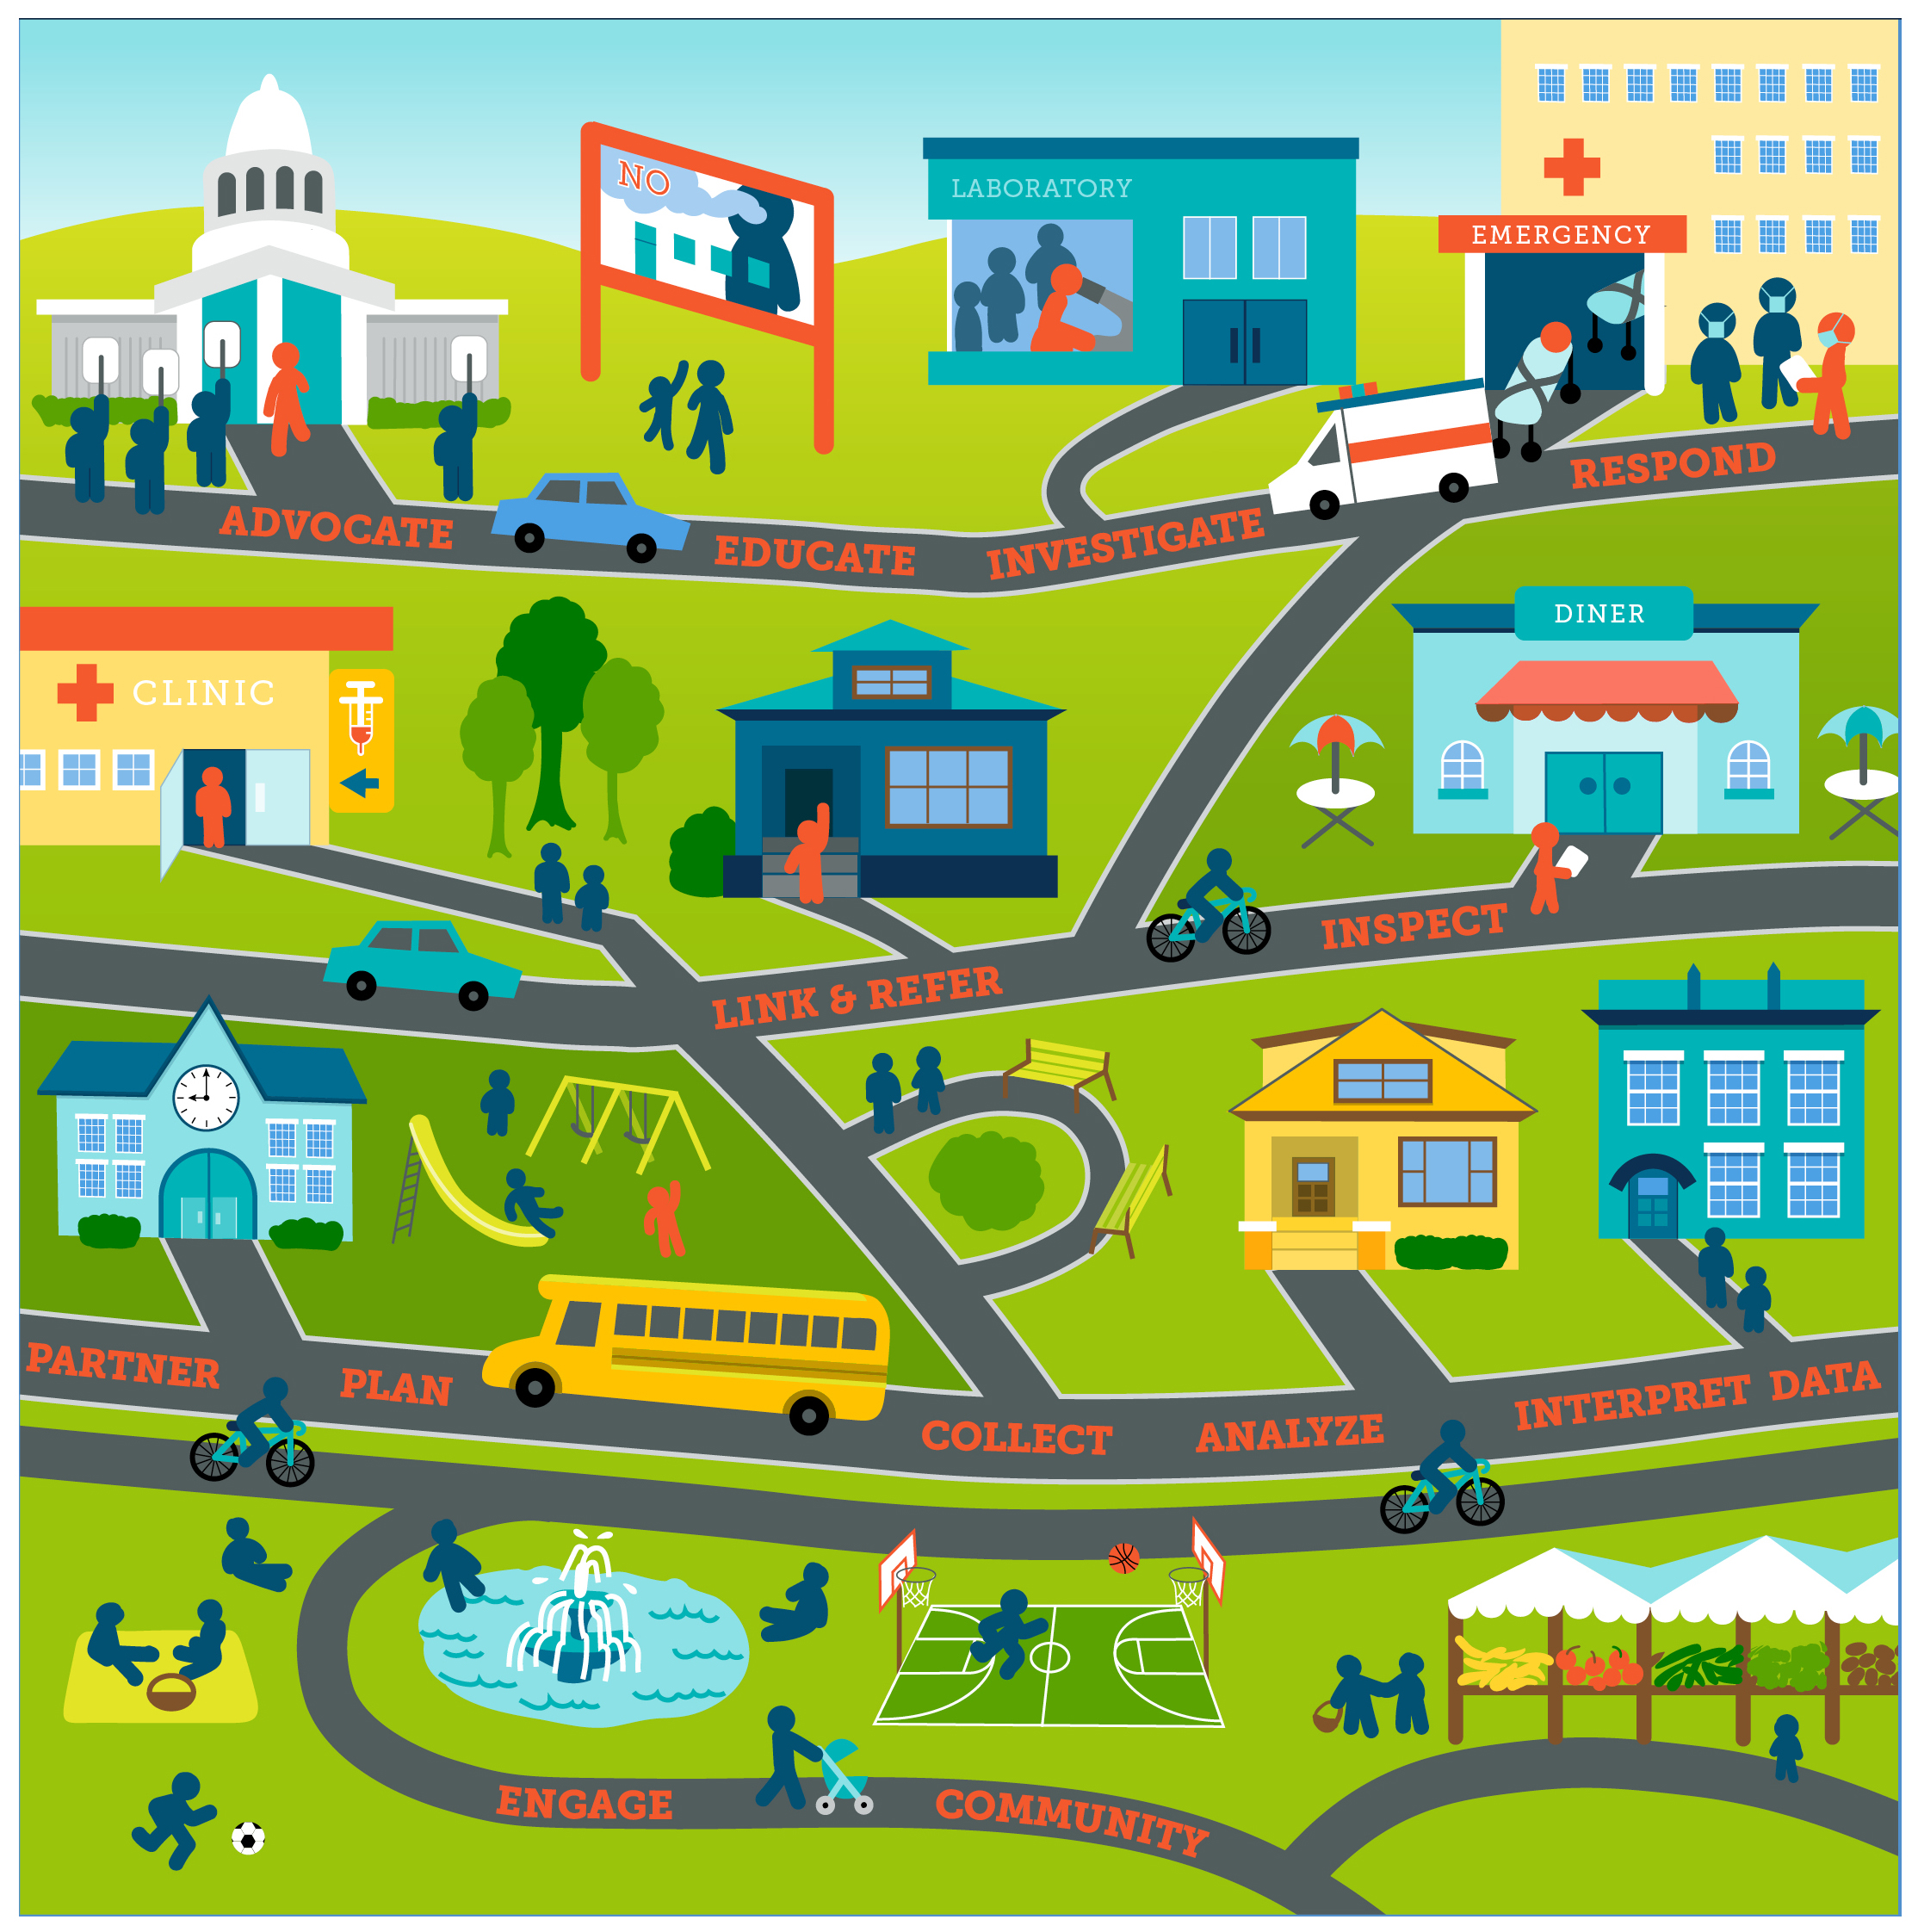 NO
LABORATORY
EMERGENCY
RESPOND
ADVOCATE
EDUCATE
INVESTIGATE
DINER
CLINIC
INSPECT
LINK & REFER
PARTNER
PLAN
COLLECT
ANALYZE
INTERPRET DATA
ENGAGE
COMMUNITY